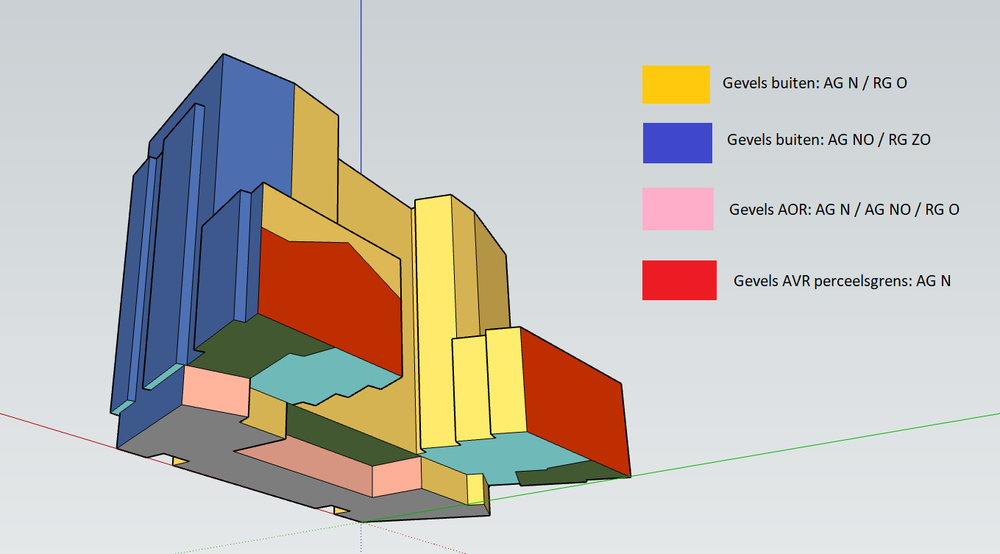 Gevels buiten: AG N / RG O
Gevels buiten: AG NO / RG ZO
Gevels AOR: AG N / AG NO / RG O
Gevels AVR perceelsgrens: AG N